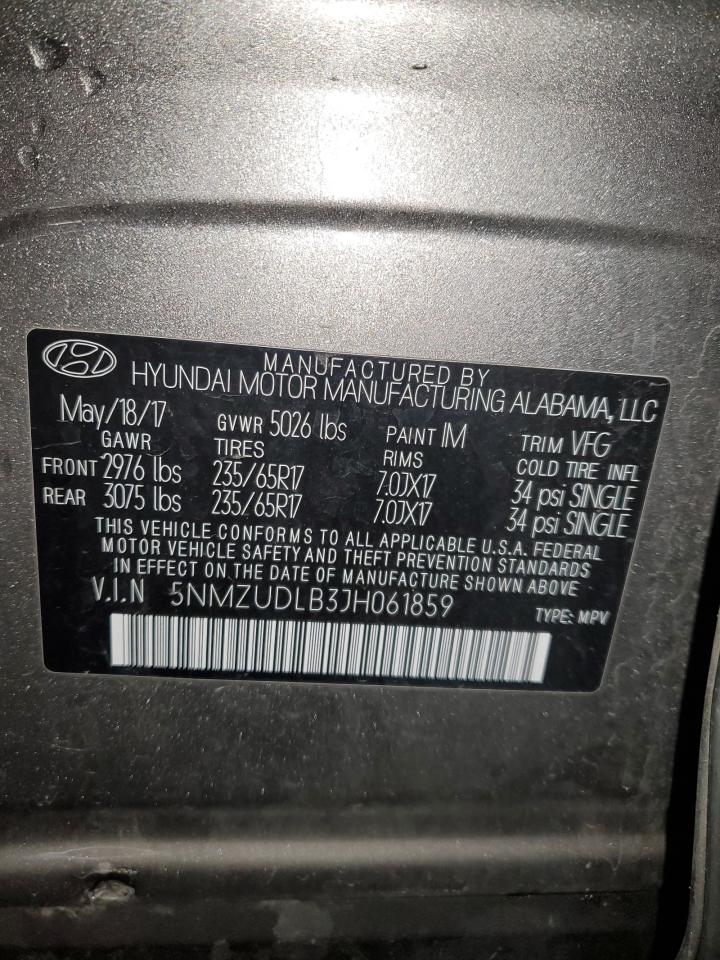 MANUFACTURED BY
HYUNDAI MOTOR MANUFACTURING ALABAMA, LLC
May/18/17 GVWR 5026 lbs PAINT IM TRIM VFG
GAWR TIRES RIMS COLD TIRE INFL
FRONT 2976 lbs 235/65R17 7.0JX17 34 psi SINGLE
REAR 3075 lbs 235/65R17 7.0JX17 34 psi SINGLE
THIS VEHICLE CONFORMS TO ALL APPLICABLE U.S.A. FEDERAL
MOTOR VEHICLE SAFETY AND THEFT PREVENTION STANDARDS
IN EFFECT ON THE DATE OF MANUFACTURE SHOWN ABOVE
V.I.N 5NMZUDLB3JH061859 TYPE: MPV